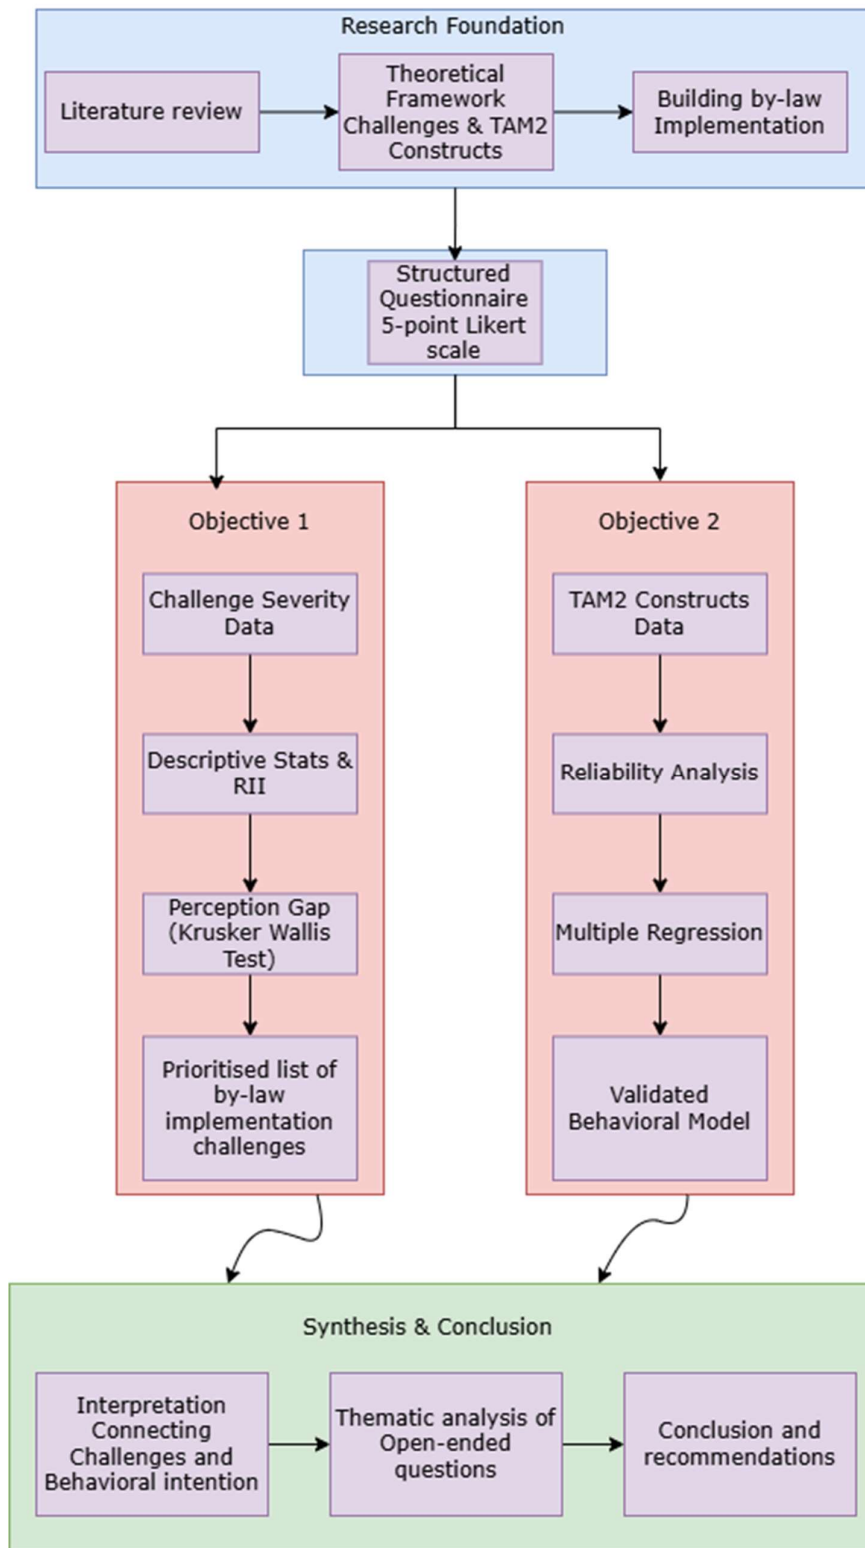 Research Foundation
Literature review
Theoretical
Framework
Challenges & TAM2
Constructs
Building by-law
Implementation
Structured
Questionnaire
5-point Likert
scale
Objective 1
Challenge Severity
Data
Descriptive Stats &
RII
Perception Gap
(Krusker Wallis
Test)
Prioritised list of
by-law
implementation
challenges
Objective 2
TAM2 Constructs
Data
Reliability Analysis
Multiple Regression
Validated
Behavioral Model
Synthesis & Conclusion
Interpretation
Connecting
Challenges and
Behavioral intention
Thematic analysis of
Open-ended
questions
Conclusion and
recommendations